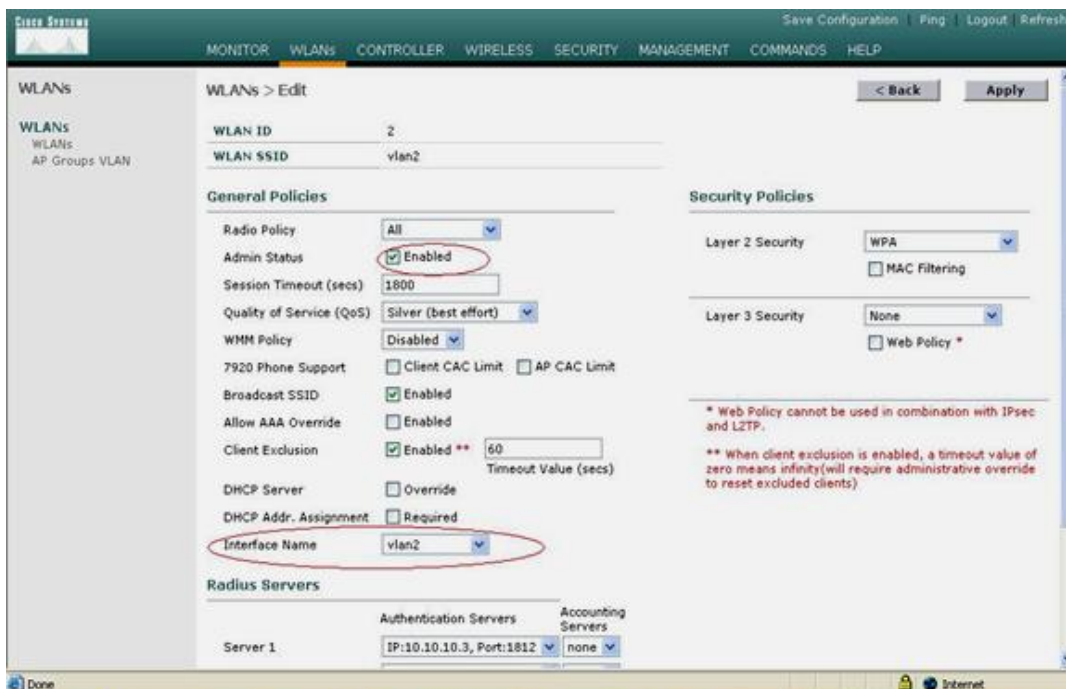 CISCO SYSTEMS
Save Configuration | Ping | Logout | Refresh
MONITOR WLANs CONTROLLER WIRELESS SECURITY MANAGEMENT COMMANDS HELP
WLANs
WLANs
WLANs
AP Groups VLAN
WLANs > Edit
< Back
Apply
WLAN ID 2
WLAN SSID vlan2
General Policies
Radio Policy All
Admin Status Enabled
Session Timeout (secs) 1800
Quality of Service (QoS) Silver (best effort)
WMM Policy Disabled
7920 Phone Support Client CAC Limit AP CAC Limit
Broadcast SSID Enabled
Allow AAA Override Enabled
Client Exclusion Enabled ** 60
Timeout Value (secs)
DHCP Server Override
DHCP Addr. Assignment Required
Interface Name vlan2
Radius Servers
Authentication Servers Accounting Servers
Server 1 IP:10.10.10.3, Port:1812 none
Security Policies
Layer 2 Security WPA
MAC Filtering
Layer 3 Security None
Web Policy *
* Web Policy cannot be used in combination with IPsec
and L2TP.
** When client exclusion is enabled, a timeout value of
zero means infinity(will require administrative override
to reset excluded clients)
Done
Internet